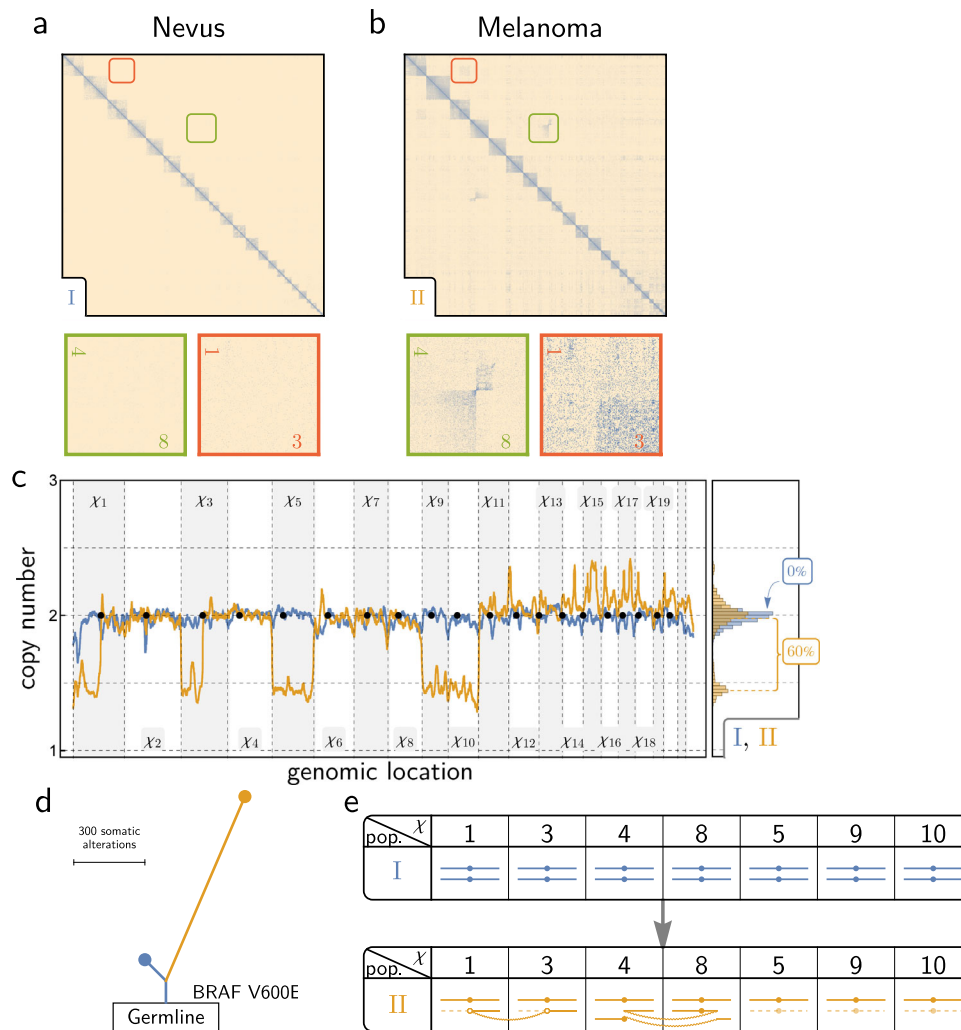 a
Nevus
b
Melanoma
I
II
4
8
1
3
4
8
1
3
c
3
χ1
χ3
χ5
χ7
χ9
χ11
χ13
χ15
χ17
χ19
0%
2
60%
copy number
χ2
χ4
χ6
χ8
χ10
χ12
χ14
χ16
χ18
1
I, II
genomic location
d
300 somatic
alterations
BRAF V600E
Germline
e
pop. χ 1 3 4 8 5 9 10
I
pop. χ 1 3 4 8 5 9 10
II